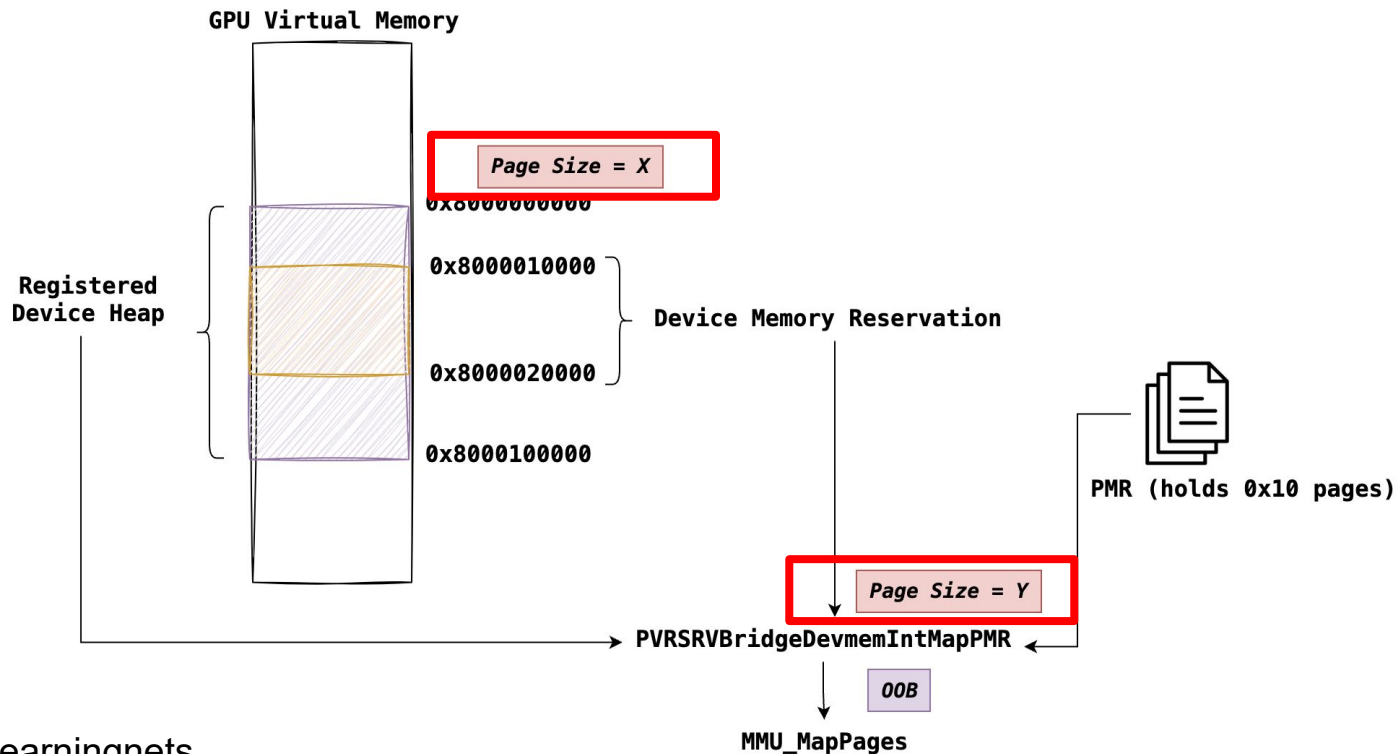 GPU Virtual Memory
Page Size = X
0x8000000000
0x8000010000
Registered
Device Heap
Device Memory Reservation
0x8000020000
0x8000100000
PMR (holds 0x10 pages)
Page Size = Y
PVRSRVBridgeDevmemIntMapPMR
OOB
MMU_MapPages
earningnets